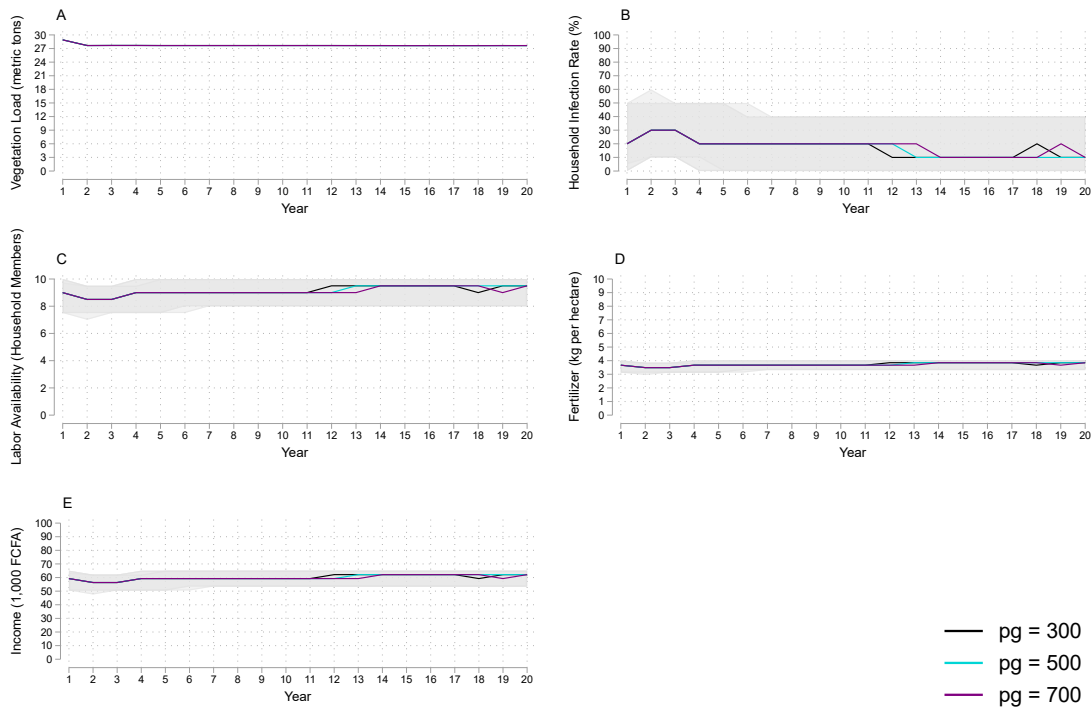 A
Vegetation Load (metric tons)
30
27
24
21
18
15
12
9
6
3
0
1 2 3 4 5 6 7 8 9 10 11 12 13 14 15 16 17 18 19 20
Year
B
Household Infection Rate (%)
100
90
80
70
60
50
40
30
20
10
0
1 2 3 4 5 6 7 8 9 10 11 12 13 14 15 16 17 18 19 20
Year
C
Labor Availability (Household Members)
10
8
6
4
2
0
1 2 3 4 5 6 7 8 9 10 11 12 13 14 15 16 17 18 19 20
Year
D
Fertilizer (kg per hectare)
10
9
8
7
6
5
4
3
2
1
0
1 2 3 4 5 6 7 8 9 10 11 12 13 14 15 16 17 18 19 20
Year
E
Income (1,000 FCFA)
100
90
80
70
60
50
40
30
20
10
0
1 2 3 4 5 6 7 8 9 10 11 12 13 14 15 16 17 18 19 20
Year
pg = 300
pg = 500
pg = 700